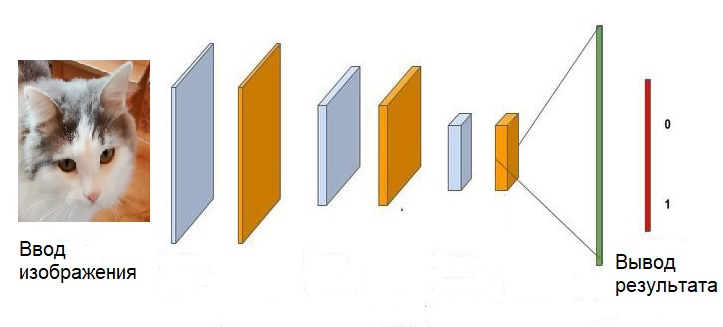 0
1
Ввод
изображения
Вывод
результата